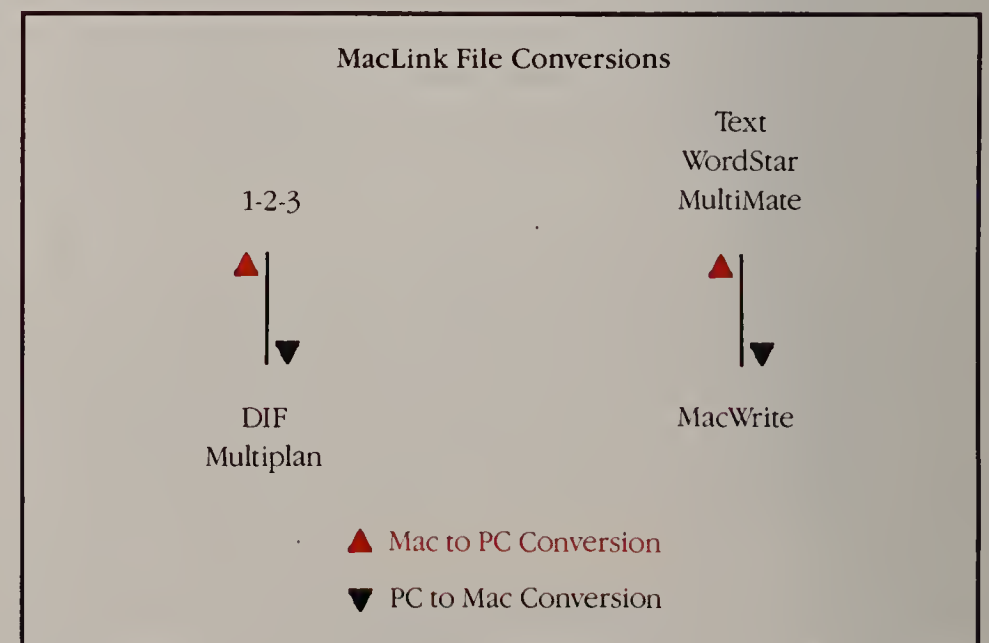 MacLink File Conversions
1-2-3
DIF
Multiplan
Text
WordStar
MultiMate
MacWrite
Mac to PC Conversion
PC to Mac Conversion